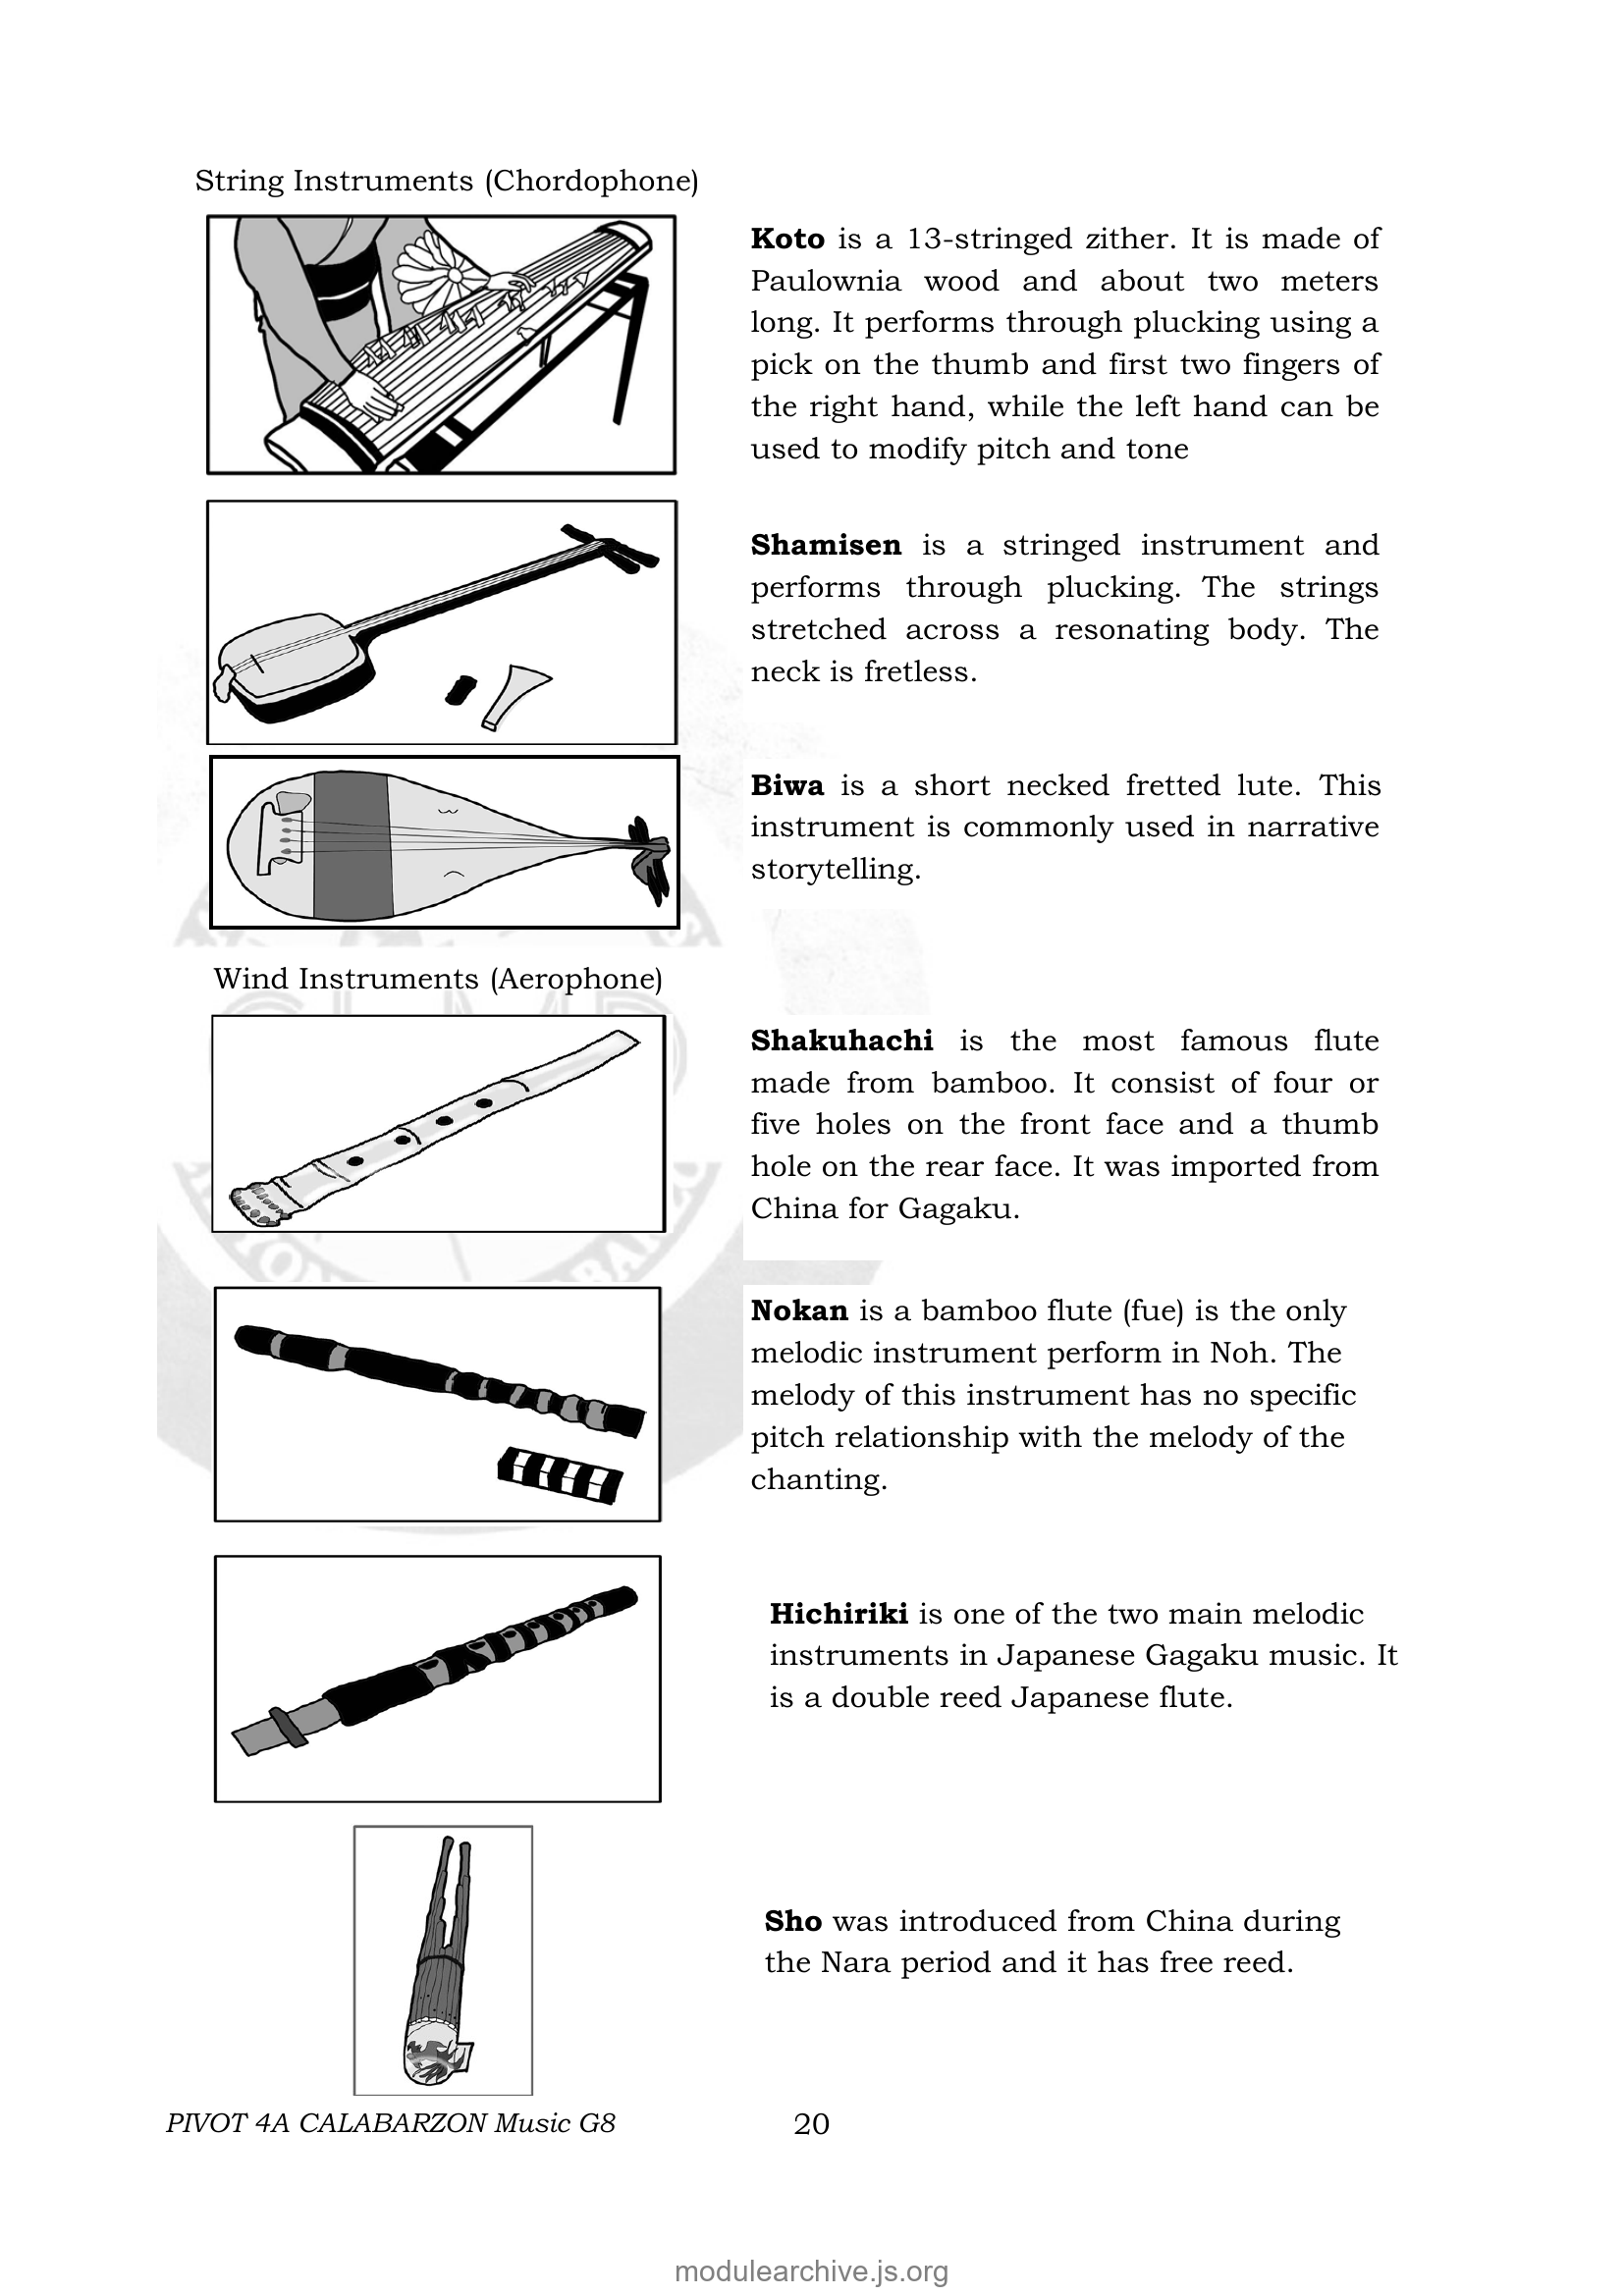 String Instruments (Chordophone)
Koto is a 13-stringed zither. It is made of
Paulownia wood and about two meters
long. It performs through plucking using a
pick on the thumb and first two fingers of
the right hand, while the left hand can be
used to modify pitch and tone
Shamisen is a stringed instrument and
performs through plucking. The strings
stretched across a resonating body. The
neck is fretless.
Biwa is a short necked fretted lute. This
instrument is commonly used in narrative
storytelling.
Wind Instruments (Aerophone)
Shakuhachi is the most famous flute
made from bamboo. It consist of four or
five holes on the front face and a thumb
hole on the rear face. It was imported from
China for Gagaku.
Nokan is a bamboo flute (fue) is the only
melodic instrument perform in Noh. The
melody of this instrument has no specific
pitch relationship with the melody of the
chanting.
Hichiriki is one of the two main melodic
instruments in Japanese Gagaku music. It
is a double reed Japanese flute.
Sho was introduced from China during
the Nara period and it has free reed.
PIVOT 4A CALABARZON Music G8
20
modulearchive.js.org